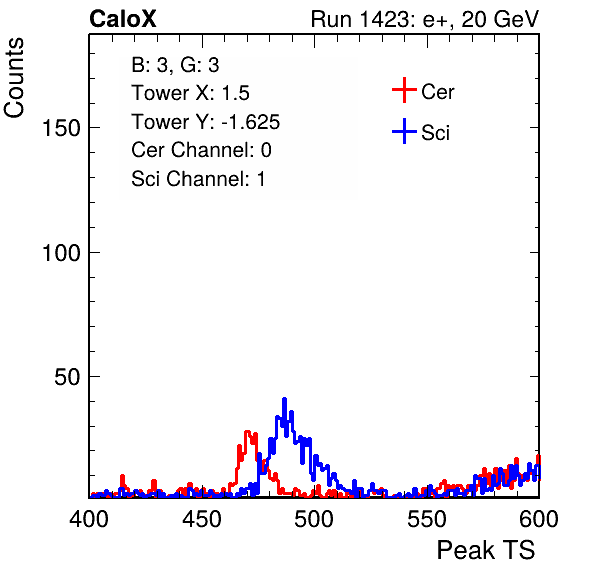 CaloX Run 1423: e+, 20 GeV
Counts
B: 3, G: 3
Tower X: 1.5
Tower Y: -1.625
Cer Channel: 0
Sci Channel: 1
Cer
Sci
150
100
50
400 450 500 550 600
Peak TS